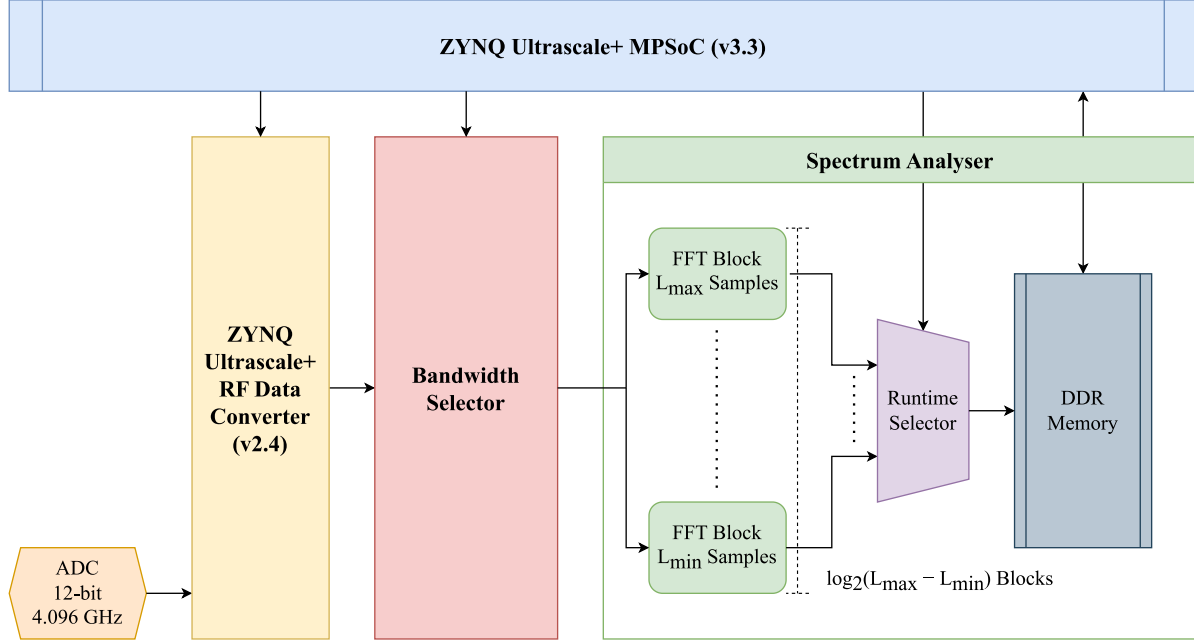 ZYNQ Ultrascale+ MPSoC (v3.3)
Spectrum Analyser
FFT Block
Lmax Samples
ZYNQ
Ultrascale+
RF Data
Converter
(v2.4)
Bandwidth
Selector
Runtime
Selector
DDR
Memory
FFT Block
Lmin Samples
ADC
12-bit
4.096 GHz
log2(Lmax − Lmin) Blocks